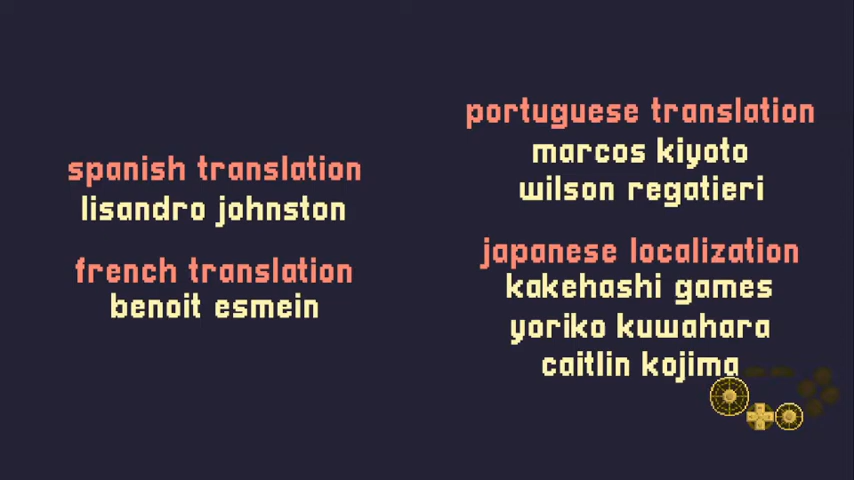 spanish translation
lisandro johnston
french translation
benoit esmein
portuguese translation
marcos kiyoto
wilson regatieri
japanese localization
kakehashi games
yoriko kuwahara
caitlin kojima